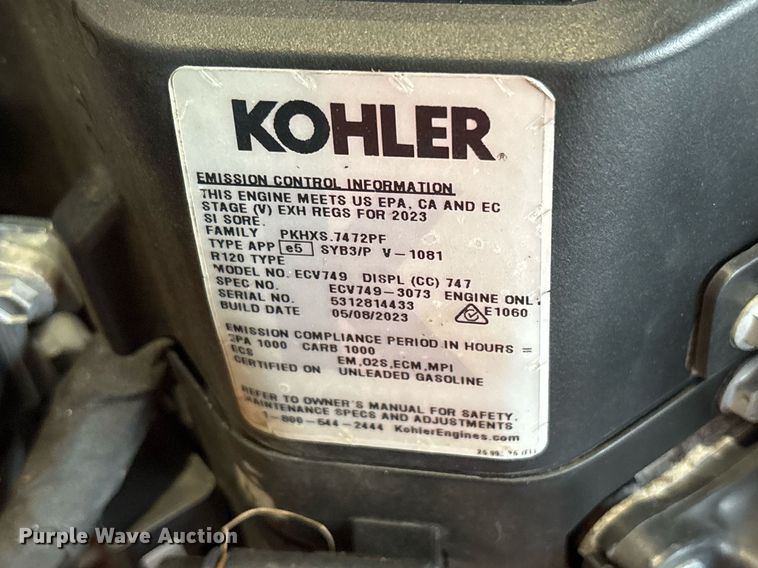 KOHLER®
EMISSION CONTROL INFORMATION
THIS ENGINE MEETS US EPA, CA AND EC
STAGE (V) EXH REGS FOR 2023
SI SORE.
FAMILY PKHXS.7472PF
TYPE APP e5 SYB3/P V-1081
R120 TYPE
MODEL NO. ECV749 DISPL (CC) 747
SPEC NO. ECV749-3073 ENGINE ONLY
SERIAL NO. 5312814433
BUILD DATE 05/08/2023 E1060
EMISSION COMPLIANCE PERIOD IN HOURS =
EPA 1000 CARB 1000
ECS EM,O2S,ECM,MPI
CERTIFIED ON UNLEADED GASOLINE
REFER TO OWNER'S MANUAL FOR SAFETY,
MAINTENANCE SPECS AND ADJUSTMENTS
1-800-544-2444 KohlerEngines.com
Purple Wave Auction